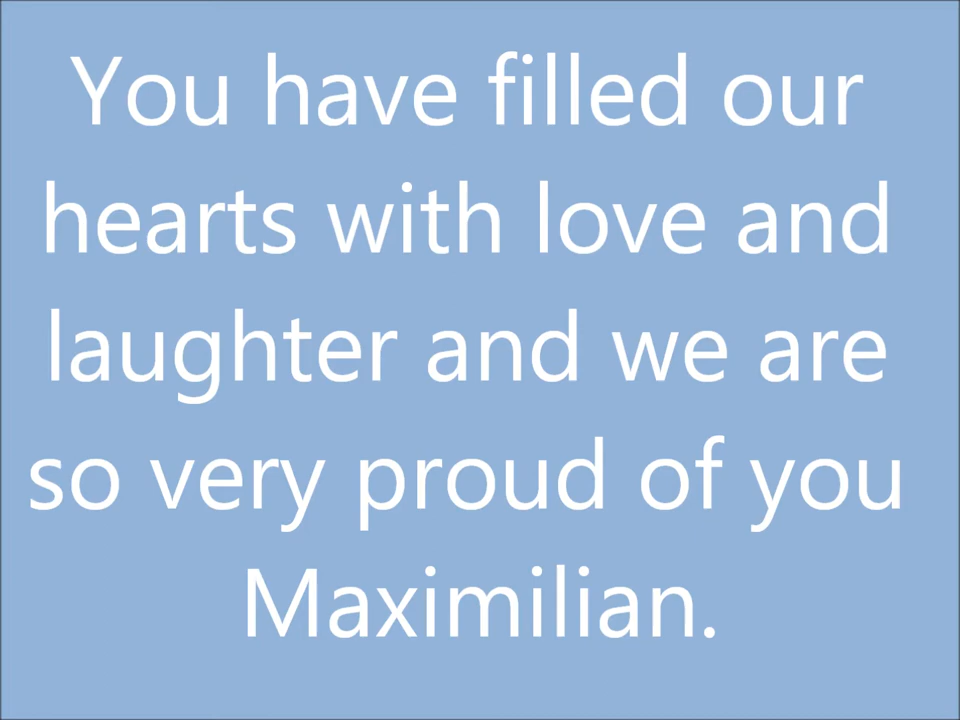 You have filled our
hearts with love and
laughter and we are
so very proud of you
Maximilian.